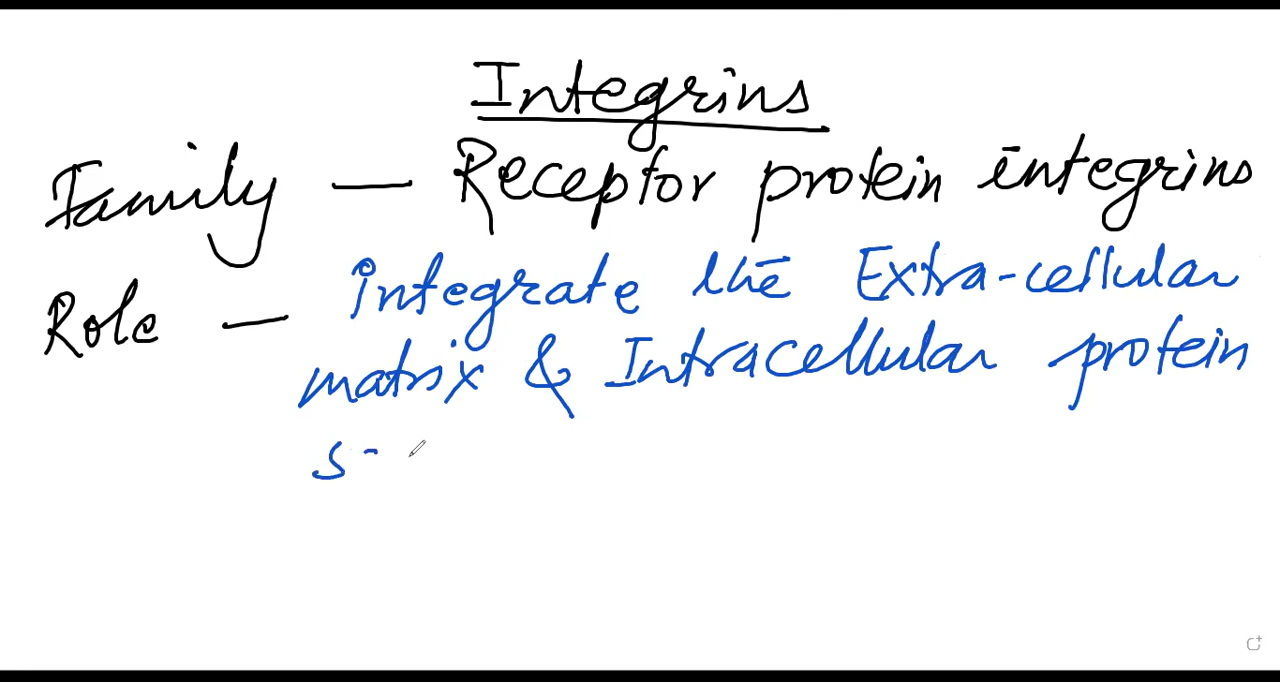 Integrins
Family — Receptor protein integrins
Role — integrate the Extra-cellular
matrix & Intracellular protein
s -